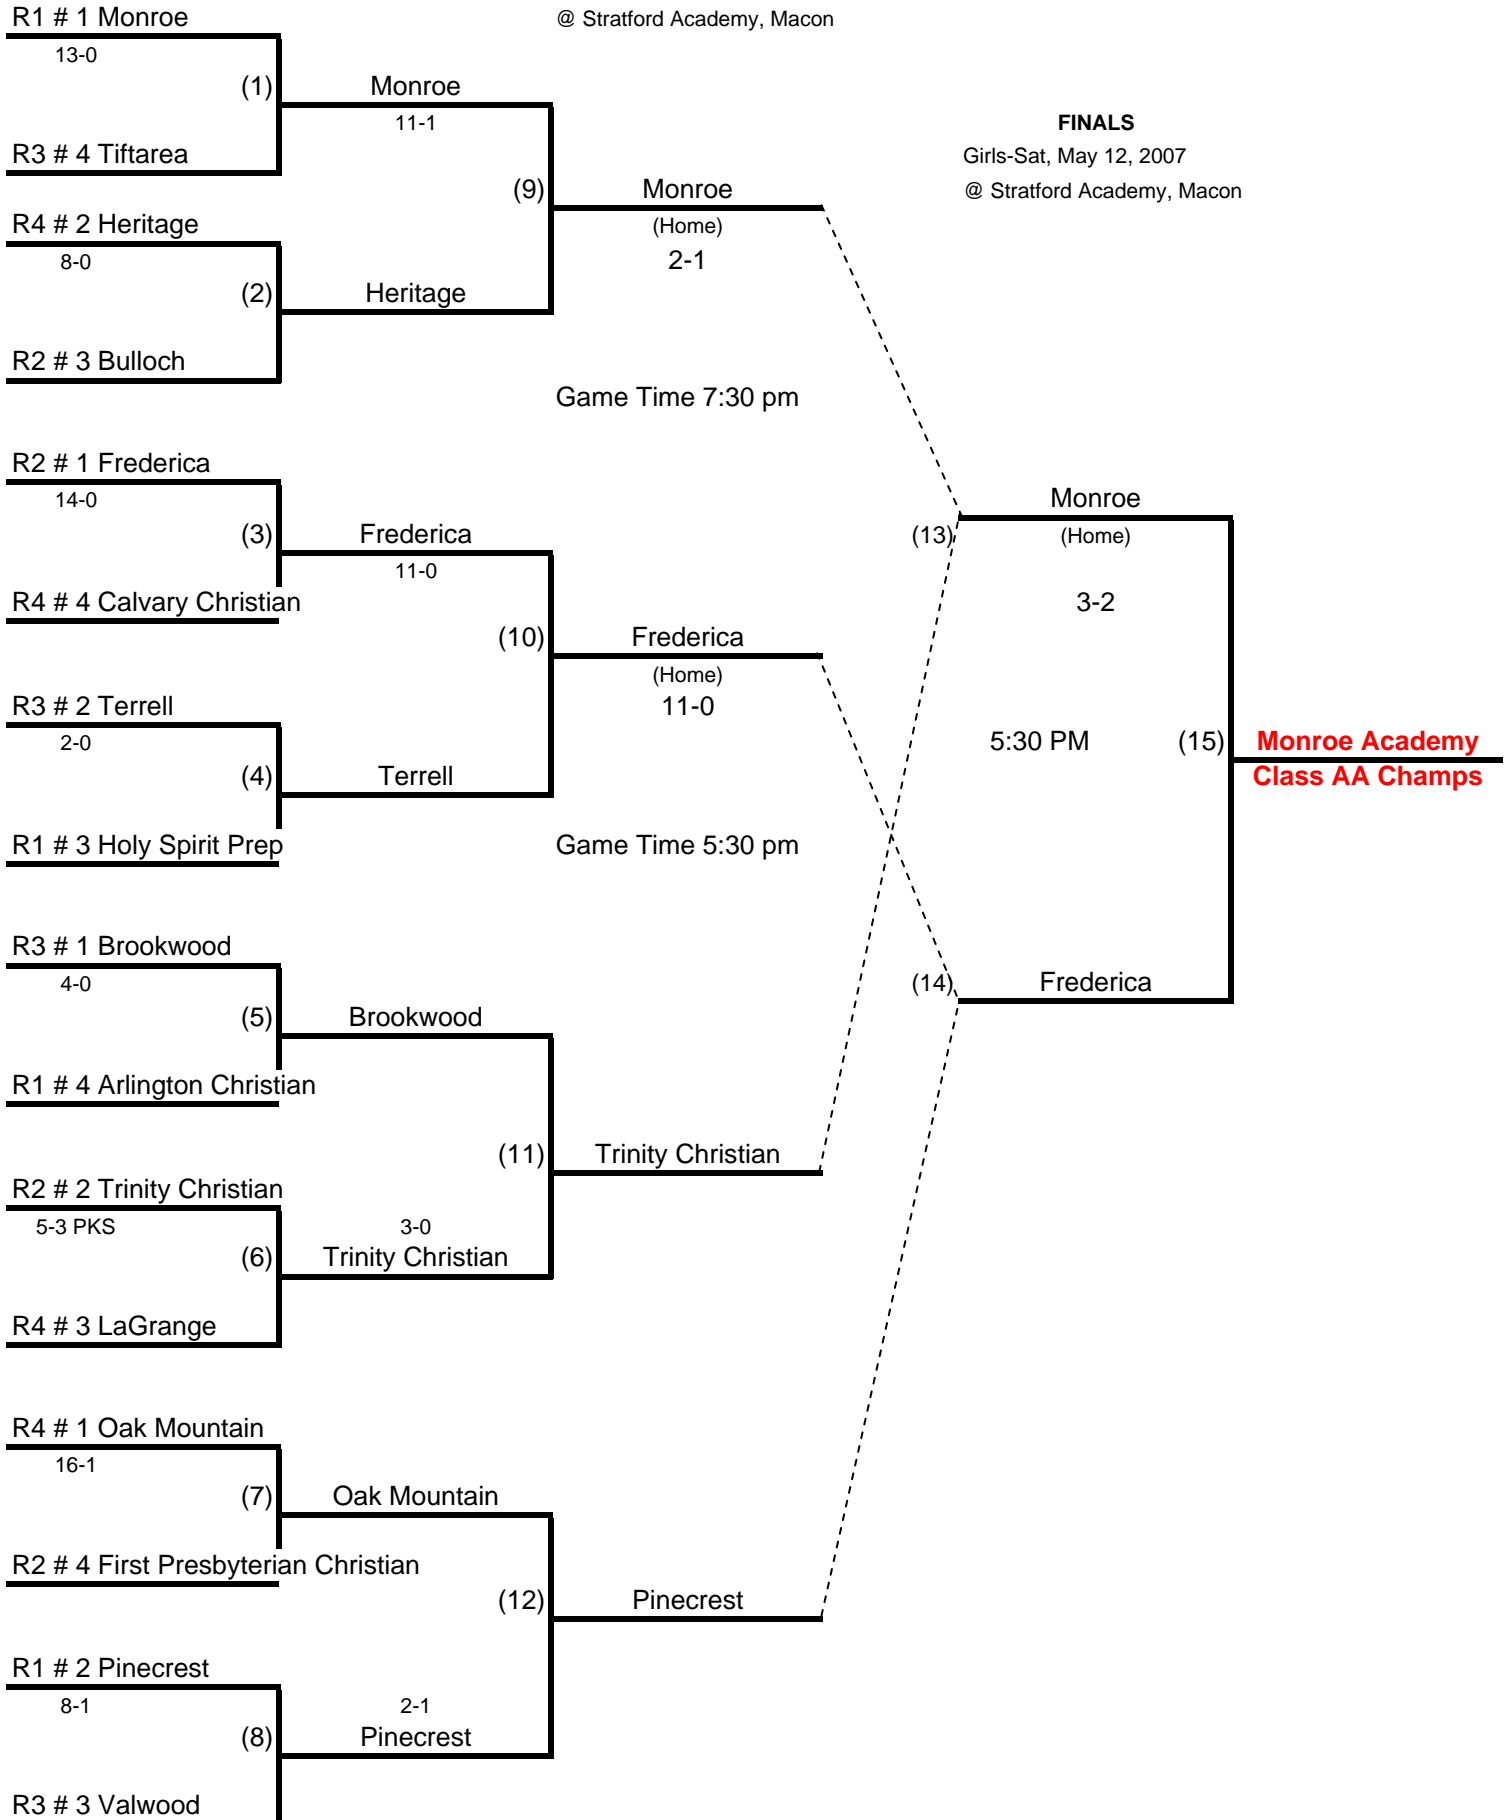 R1 # 1 Monroe
@ Stratford Academy, Macon
13-0
(1)
Monroe
11-1
FINALS
R3 # 4 Tiftarea
Girls-Sat, May 12, 2007
(9)
Monroe
@ Stratford Academy, Macon
R4 # 2 Heritage
(Home)
8-0
2-1
(2)
Heritage
R2 # 3 Bulloch
Game Time 7:30 pm
R2 # 1 Frederica
14-0
Monroe
(3)
Frederica
(13)
(Home)
11-0
R4 # 4 Calvary Christian
3-2
(10)
Frederica
(Home)
R3 # 2 Terrell
11-0
2-0
5:30 PM
(15)
Monroe Academy
(4)
Terrell
Class AA Champs
R1 # 3 Holy Spirit Prep
Game Time 5:30 pm
R3 # 1 Brookwood
4-0
(14)
Frederica
(5)
Brookwood
R1 # 4 Arlington Christian
(11)
Trinity Christian
R2 # 2 Trinity Christian
5-3 PKS
3-0
(6)
Trinity Christian
R4 # 3 LaGrange
R4 # 1 Oak Mountain
16-1
(7)
Oak Mountain
R2 # 4 First Presbyterian Christian
(12)
Pinecrest
R1 # 2 Pinecrest
8-1
2-1
(8)
Pinecrest
R3 # 3 Valwood